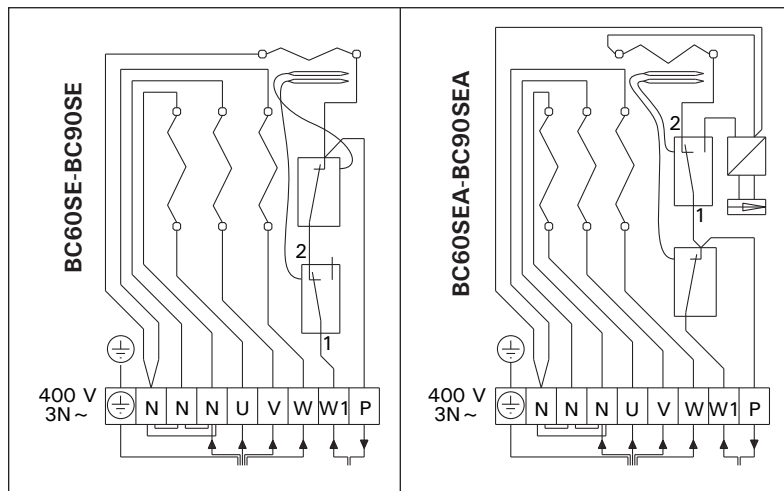 BC60SE-BC90SE
2
1
400 V
3N~
N N N U V W W1 P
BC60SEA-BC90SEA
2
1
400 V
3N~
N N N U V W W1 P